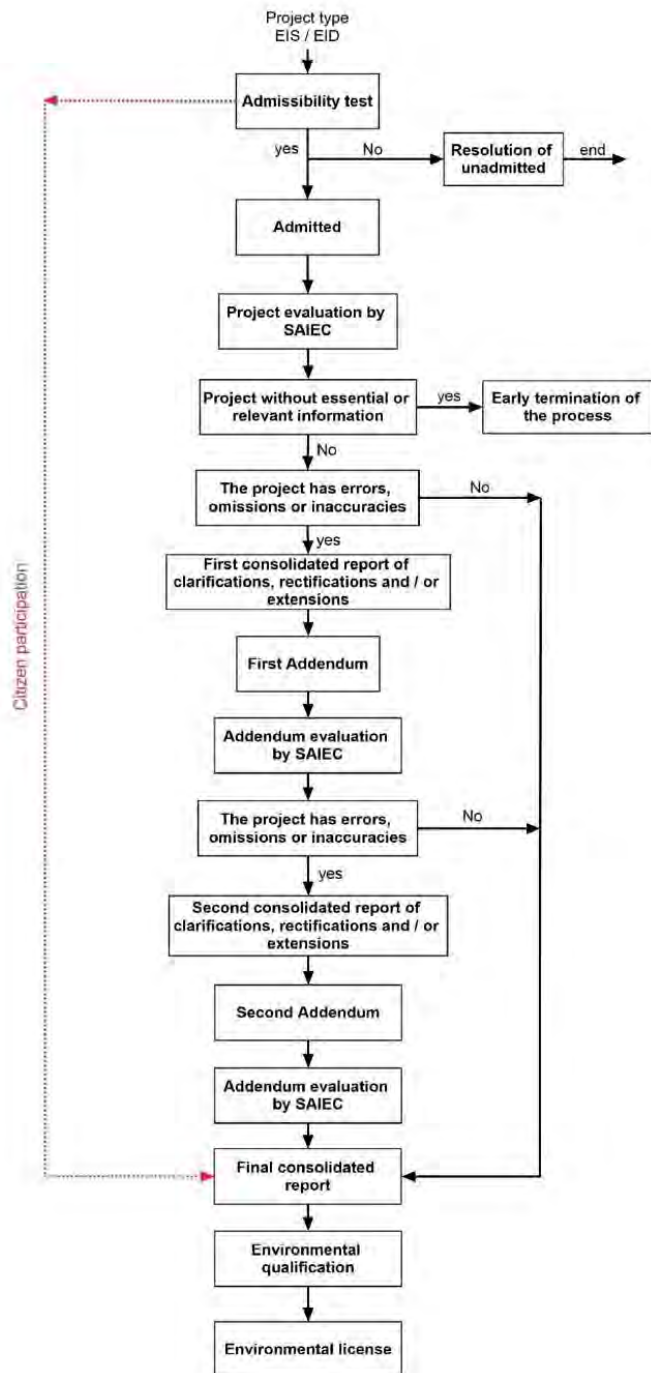 Project type
EIS / EID
Admissibility test
yes
No
Resolution of
unadmitted
end
Admitted
Project evaluation by
SAIEC
Project without essential or
relevant information
yes
Early termination of
the process
No
The project has errors,
omissions or inaccuracies
No
yes
First consolidated report of
clarifications, rectifications and / or
extensions
First Addendum
Addendum evaluation
by SAIEC
The project has errors,
omissions or inaccuracies
No
yes
Second consolidated report of
clarifications, rectifications and / or
extensions
Second Addendum
Addendum evaluation
by SAIEC
Final consolidated
report
Environmental
qualification
Environmental license
Citizen participation